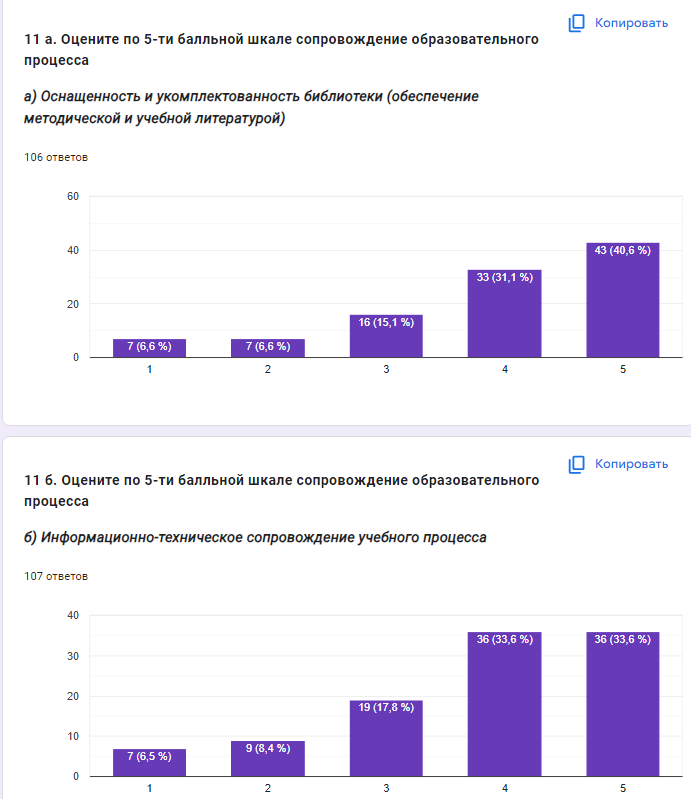 Копировать
11 а. Оцените по 5-ти балльной шкале сопровождение образовательного
процесса
а) Оснащенность и укомплектованность библиотеки (обеспечение
методической и учебной литературой)
106 ответов
60
40
20
0
7 (6,6 %)
7 (6,6 %)
16 (15,1 %)
33 (31,1 %)
43 (40,6 %)
1 2 3 4 5
Копировать
11 б. Оцените по 5-ти балльной шкале сопровождение образовательного
процесса
б) Информационно-техническое сопровождение учебного процесса
107 ответов
40
30
20
10
0
7 (6,5 %)
9 (8,4 %)
19 (17,8 %)
36 (33,6 %)
36 (33,6 %)
1 2 3 4 5